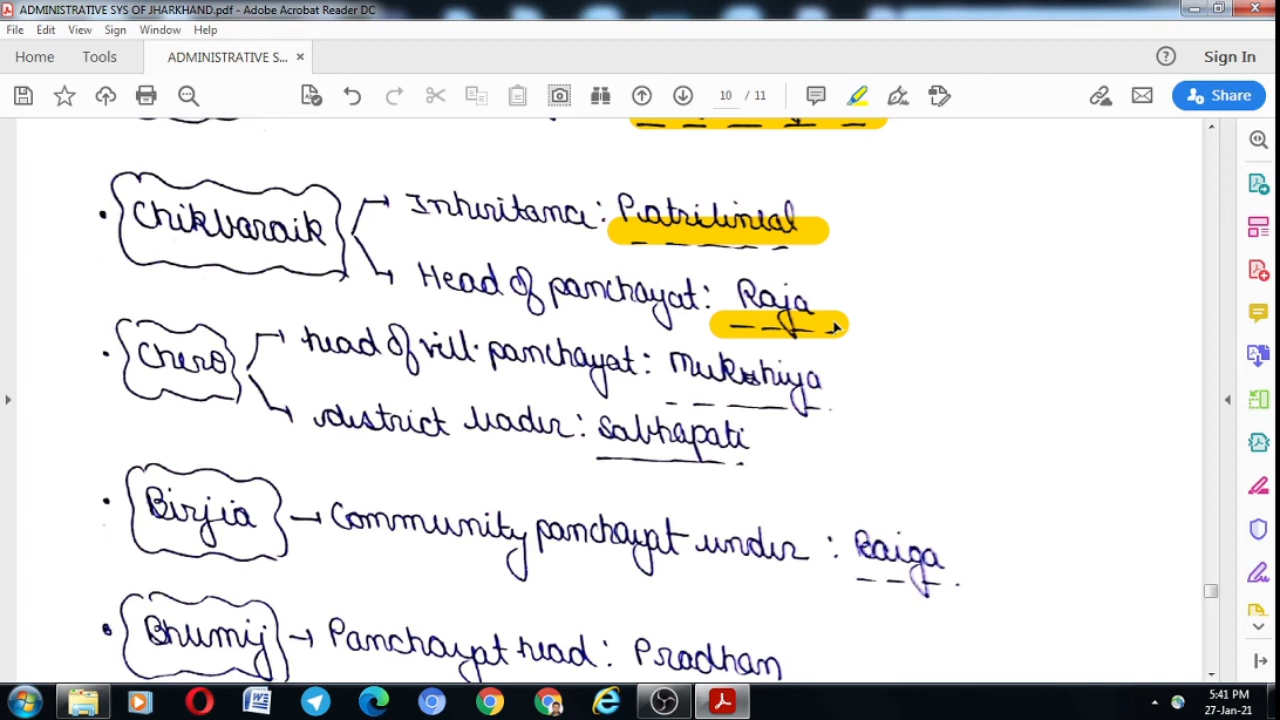 ADMINISTRATIVE SYS OF JHARKHAND.pdf - Adobe Acrobat Reader DC
File Edit View Sign Window Help
Home Tools ADMINISTRATIVE S... × Sign In
10 / 11 Share
• Chikbaraik → Inheritance: Patrilineal
→ Head of panchayat: Raja
• Chero → head of vill. panchayat: Mukhiya
→ district leader: Sabhapati
• Birjia → Community panchayat under: Baiga
• Bhumij → Panchayat head: Pradhan
5:41 PM
27-Jan-21